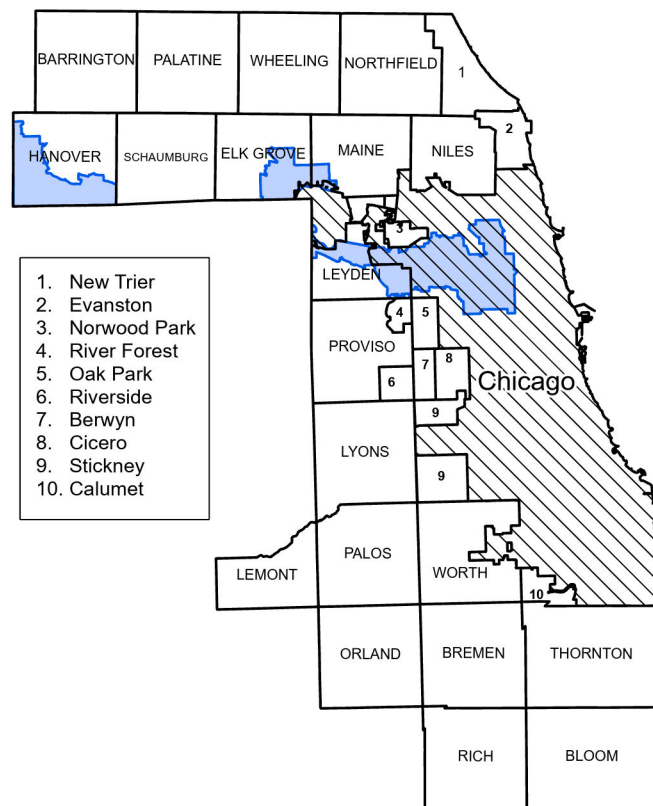 BARRINGTON
PALATINE
WHEELING
NORTHFIELD
1
2
HANOVER
SCHAUMBURG
ELK GROVE
MAINE
NILES
3
LEYDEN
1. New Trier
2. Evanston
3. Norwood Park
4. River Forest
5. Oak Park
6. Riverside
7. Berwyn
8. Cicero
9. Stickney
10. Calumet
4
5
PROVISO
7
8
6
Chicago
9
LYONS
9
PALOS
LEMONT
WORTH
10
ORLAND
BREMEN
THORNTON
RICH
BLOOM